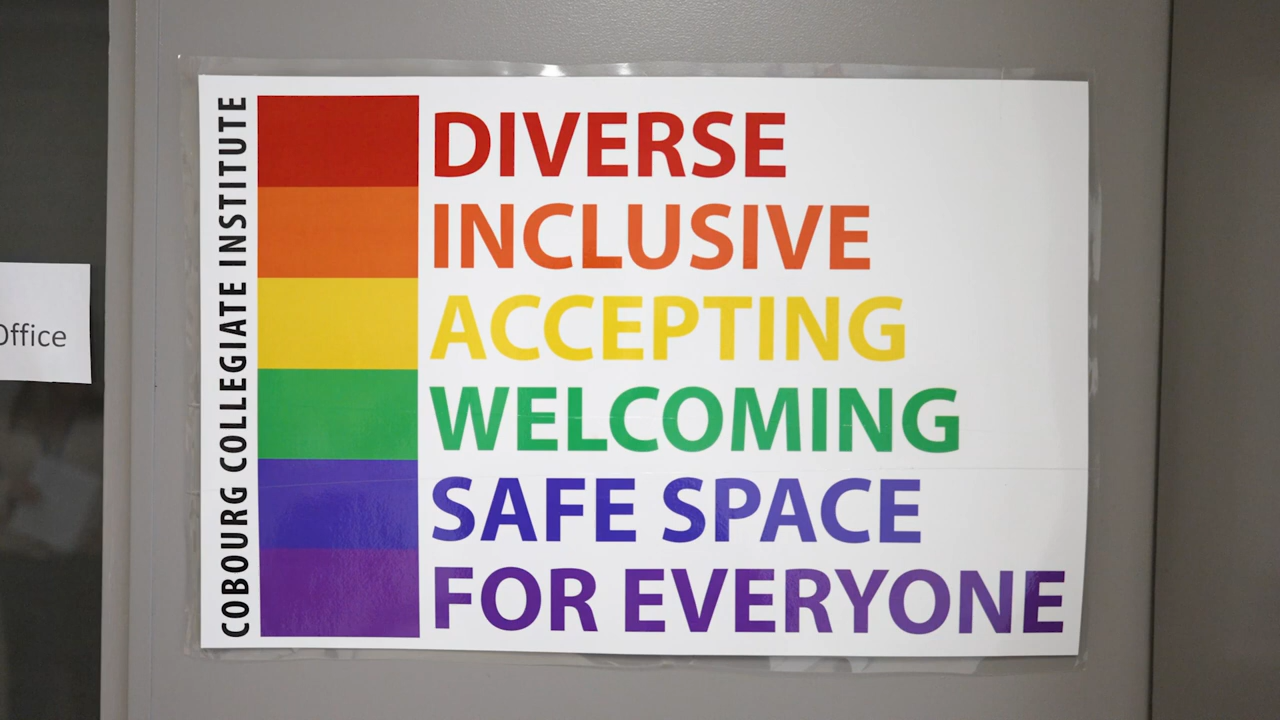 Office
COBOURG COLLEGIATE INSTITUTE
DIVERSE
INCLUSIVE
ACCEPTING
WELCOMING
SAFE SPACE
FOR EVERYONE